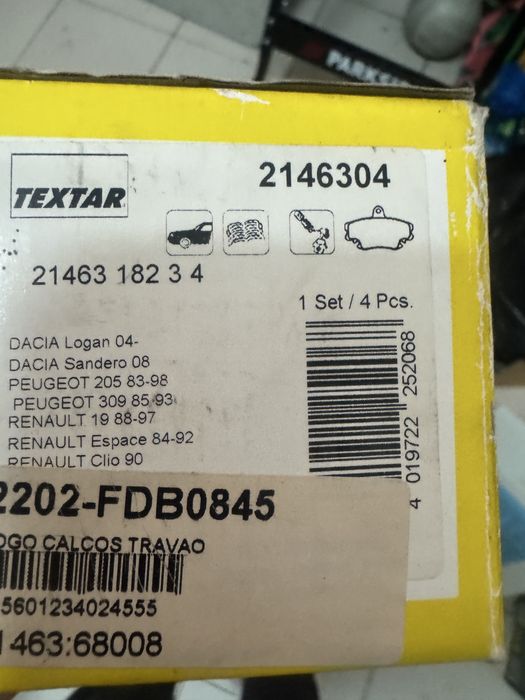 PARKSI
TEXTAR
2146304
21463 182 3 4
1 Set / 4 Pcs.
DACIA Logan 04-
DACIA Sandero 08
PEUGEOT 205 83-98
PEUGEOT 309 85 93
RENAULT 19 88-97
RENAULT Espace 84-92
RENAULT Clio 90
4 019722 252068
2202-FDB0845
OGO CALCOS TRAVAO
5601234024555
1463:68008